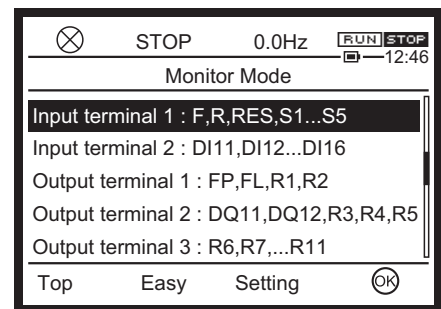 STOP 0.0Hz RUN STOP
12:46
Monitor Mode
Input terminal 1 : F,R,RES,S1...S5
Input terminal 2 : DI11,DI12...DI16
Output terminal 1 : FP,FL,R1,R2
Output terminal 2 : DQ11,DQ12,R3,R4,R5
Output terminal 3 : R6,R7,...R11
Top Easy Setting OK